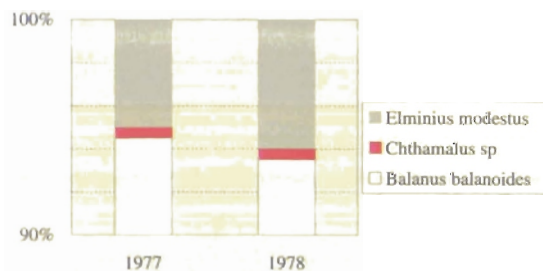 100%
90%
1977
1978
Elminius modestus
Chthamalus sp
Balanus balanoides